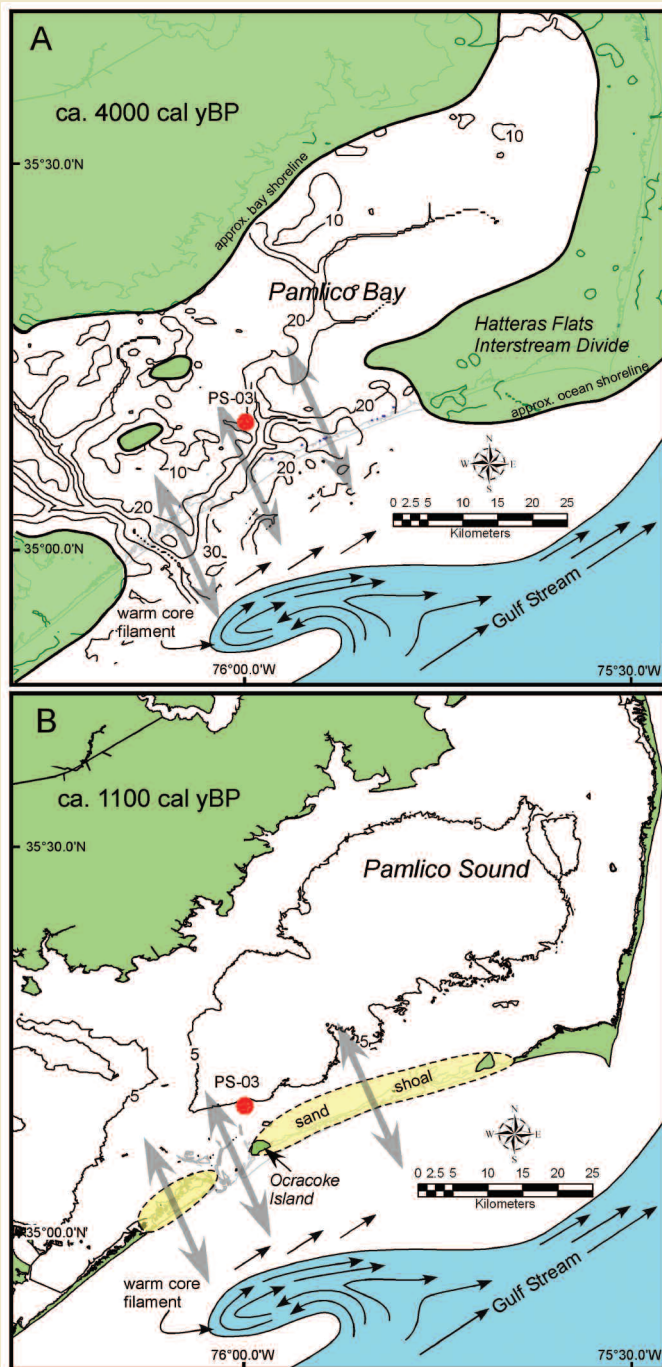 A
ca. 4000 cal yBP
10
35°30.0'N
approx. bay shoreline
10
Pamlico Bay
20
Hatteras Flats
Interstream Divide
PS-03
20
approx. ocean shoreline
10
20
N
W E
S
20
0 2.5 5 10 15 20 25
Kilometers
35°00.0'N
30
warm core
filament
Gulf Stream
76°00.0'W
75°30.0'W
B
ca. 1100 cal yBP
5
35°30.0'N
Pamlico Sound
5
5
5
PS-03
sand shoal
N
W E
S
Ocracoke
Island
0 2.5 5 10 15 20 25
Kilometers
35°00.0'N
warm core
filament
Gulf Stream
76°00.0'W
75°30.0'W